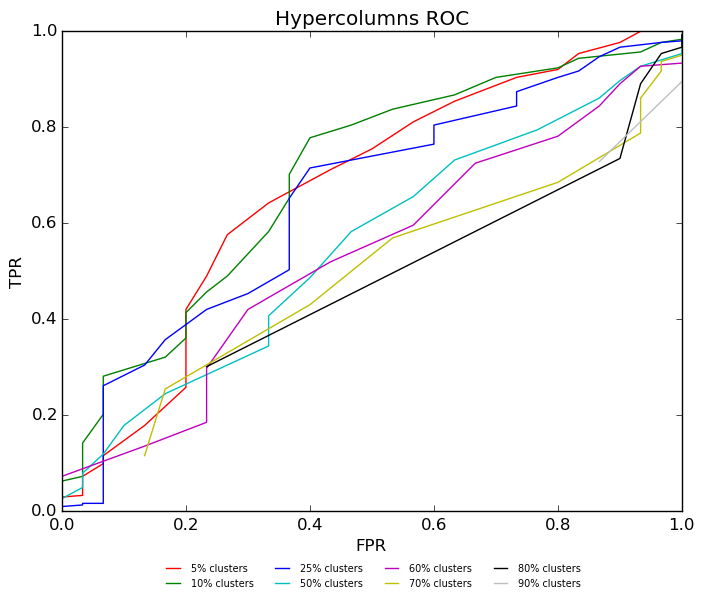 Hypercolumns ROC
1.0
0.8
0.6
0.4
0.2
0.0
TPR
0.0 0.2 0.4 0.6 0.8 1.0
FPR
5% clusters 25% clusters 60% clusters 80% clusters
10% clusters 50% clusters 70% clusters 90% clusters